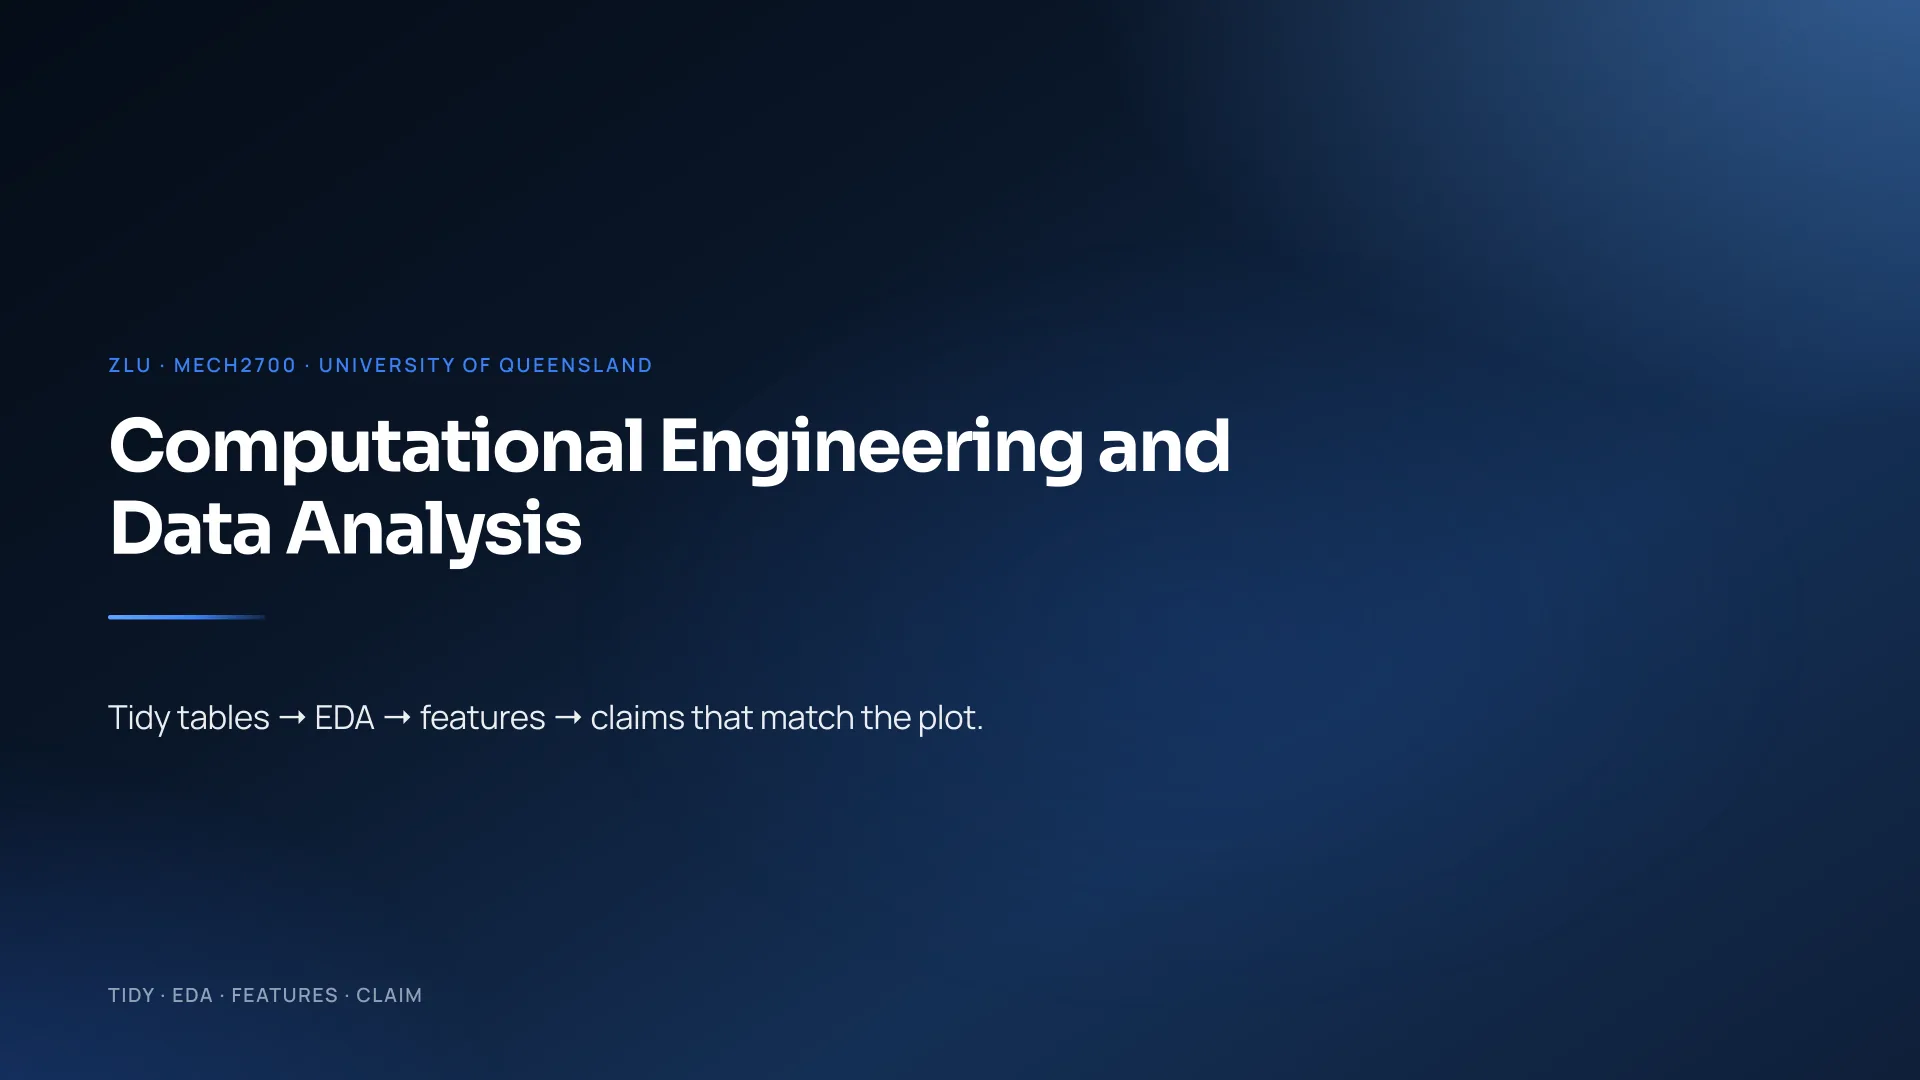 ZLU · MECH2700 · UNIVERSITY OF QUEENSLAND
Computational Engineering and
Data Analysis
Tidy tables → EDA → features → claims that match the plot.
TIDY · EDA · FEATURES · CLAIM